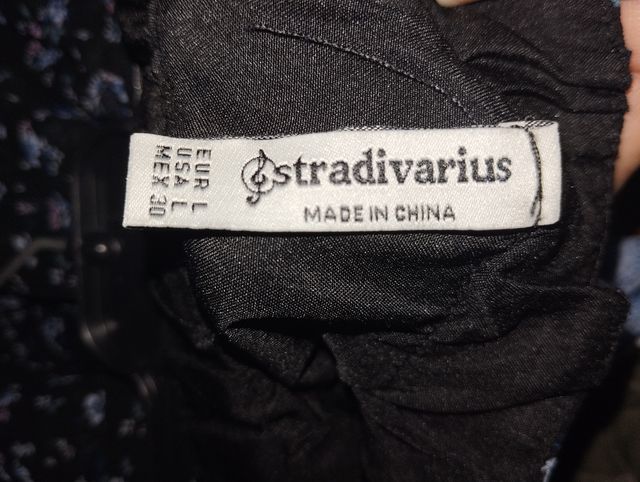 stradivarius
MADE IN CHINA
EUR L
USA L
MEX 30